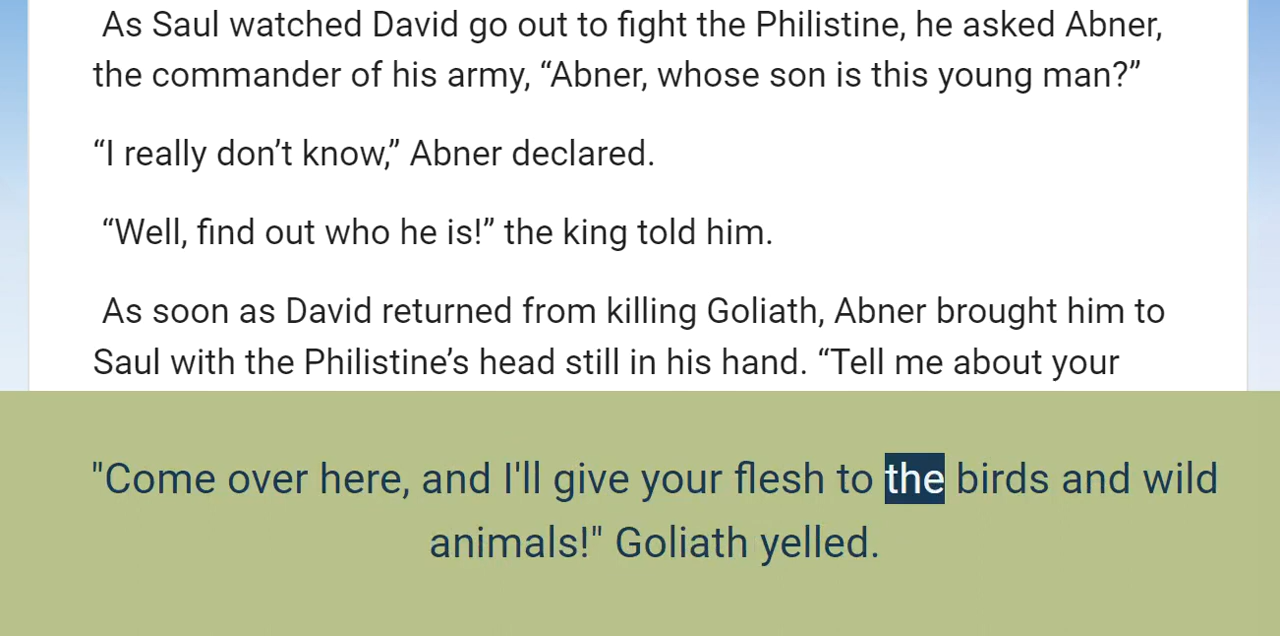 As Saul watched David go out to fight the Philistine, he asked Abner,
the commander of his army, “Abner, whose son is this young man?”
“I really don’t know,” Abner declared.
“Well, find out who he is!” the king told him.
As soon as David returned from killing Goliath, Abner brought him to
Saul with the Philistine’s head still in his hand. “Tell me about your
"Come over here, and I'll give your flesh to the birds and wild
animals!" Goliath yelled.